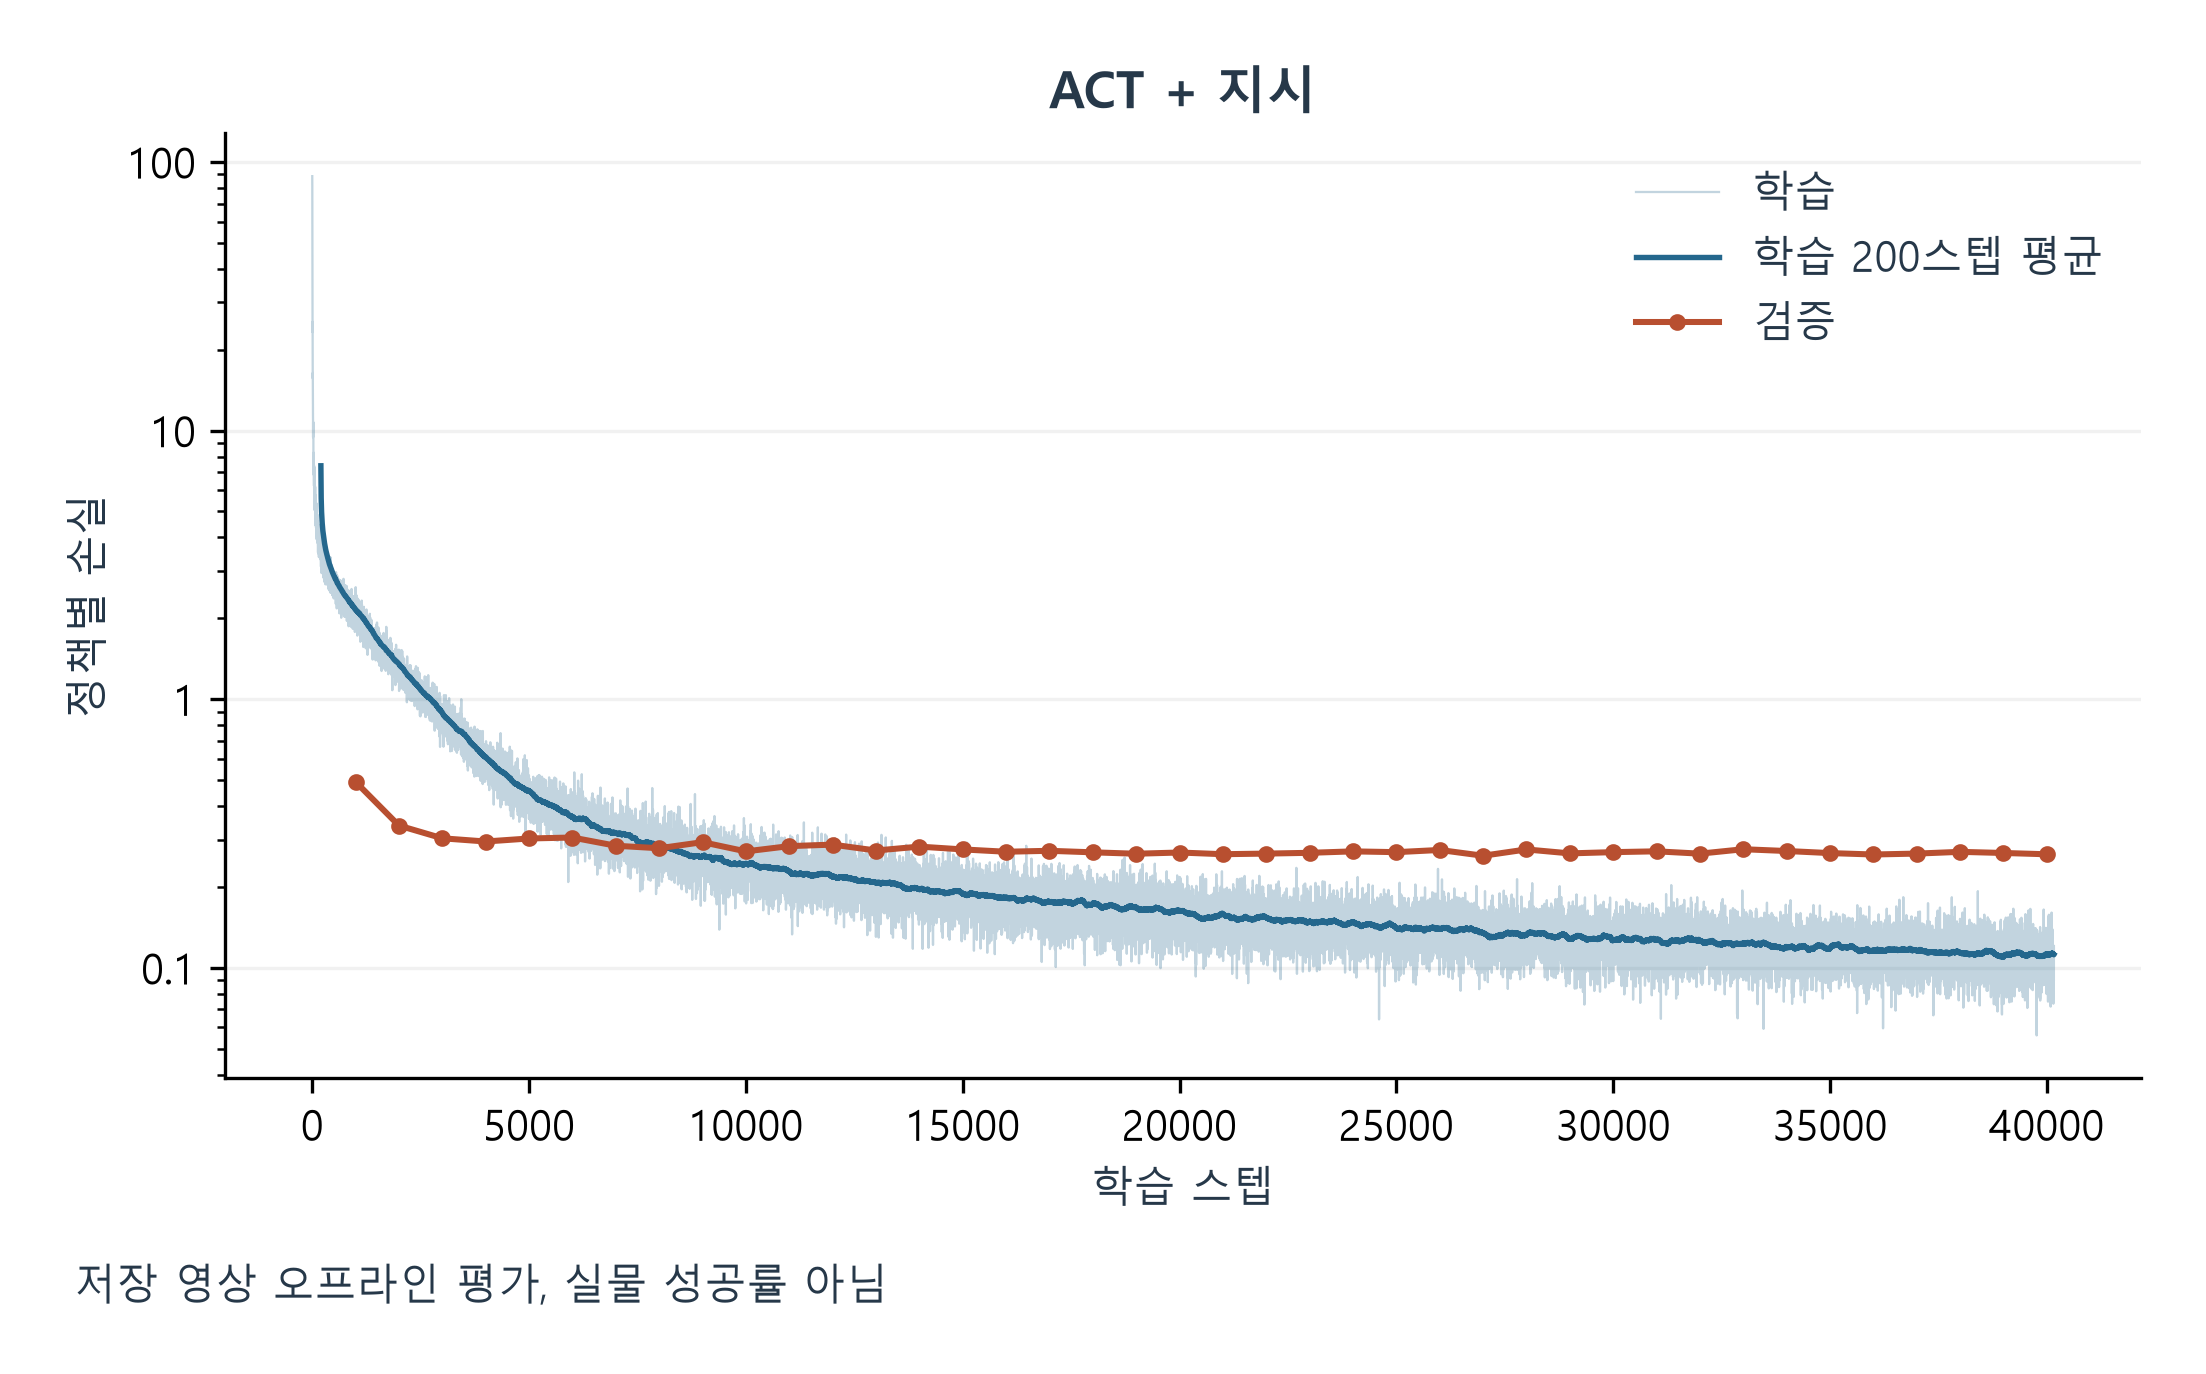 ACT + 지시
100
10
1
0.1
정책별 손실
학습
학습 200스텝 평균
검증
0 5000 10000 15000 20000 25000 30000 35000 40000
학습 스텝
저장 영상 오프라인 평가, 실물 성공률 아님